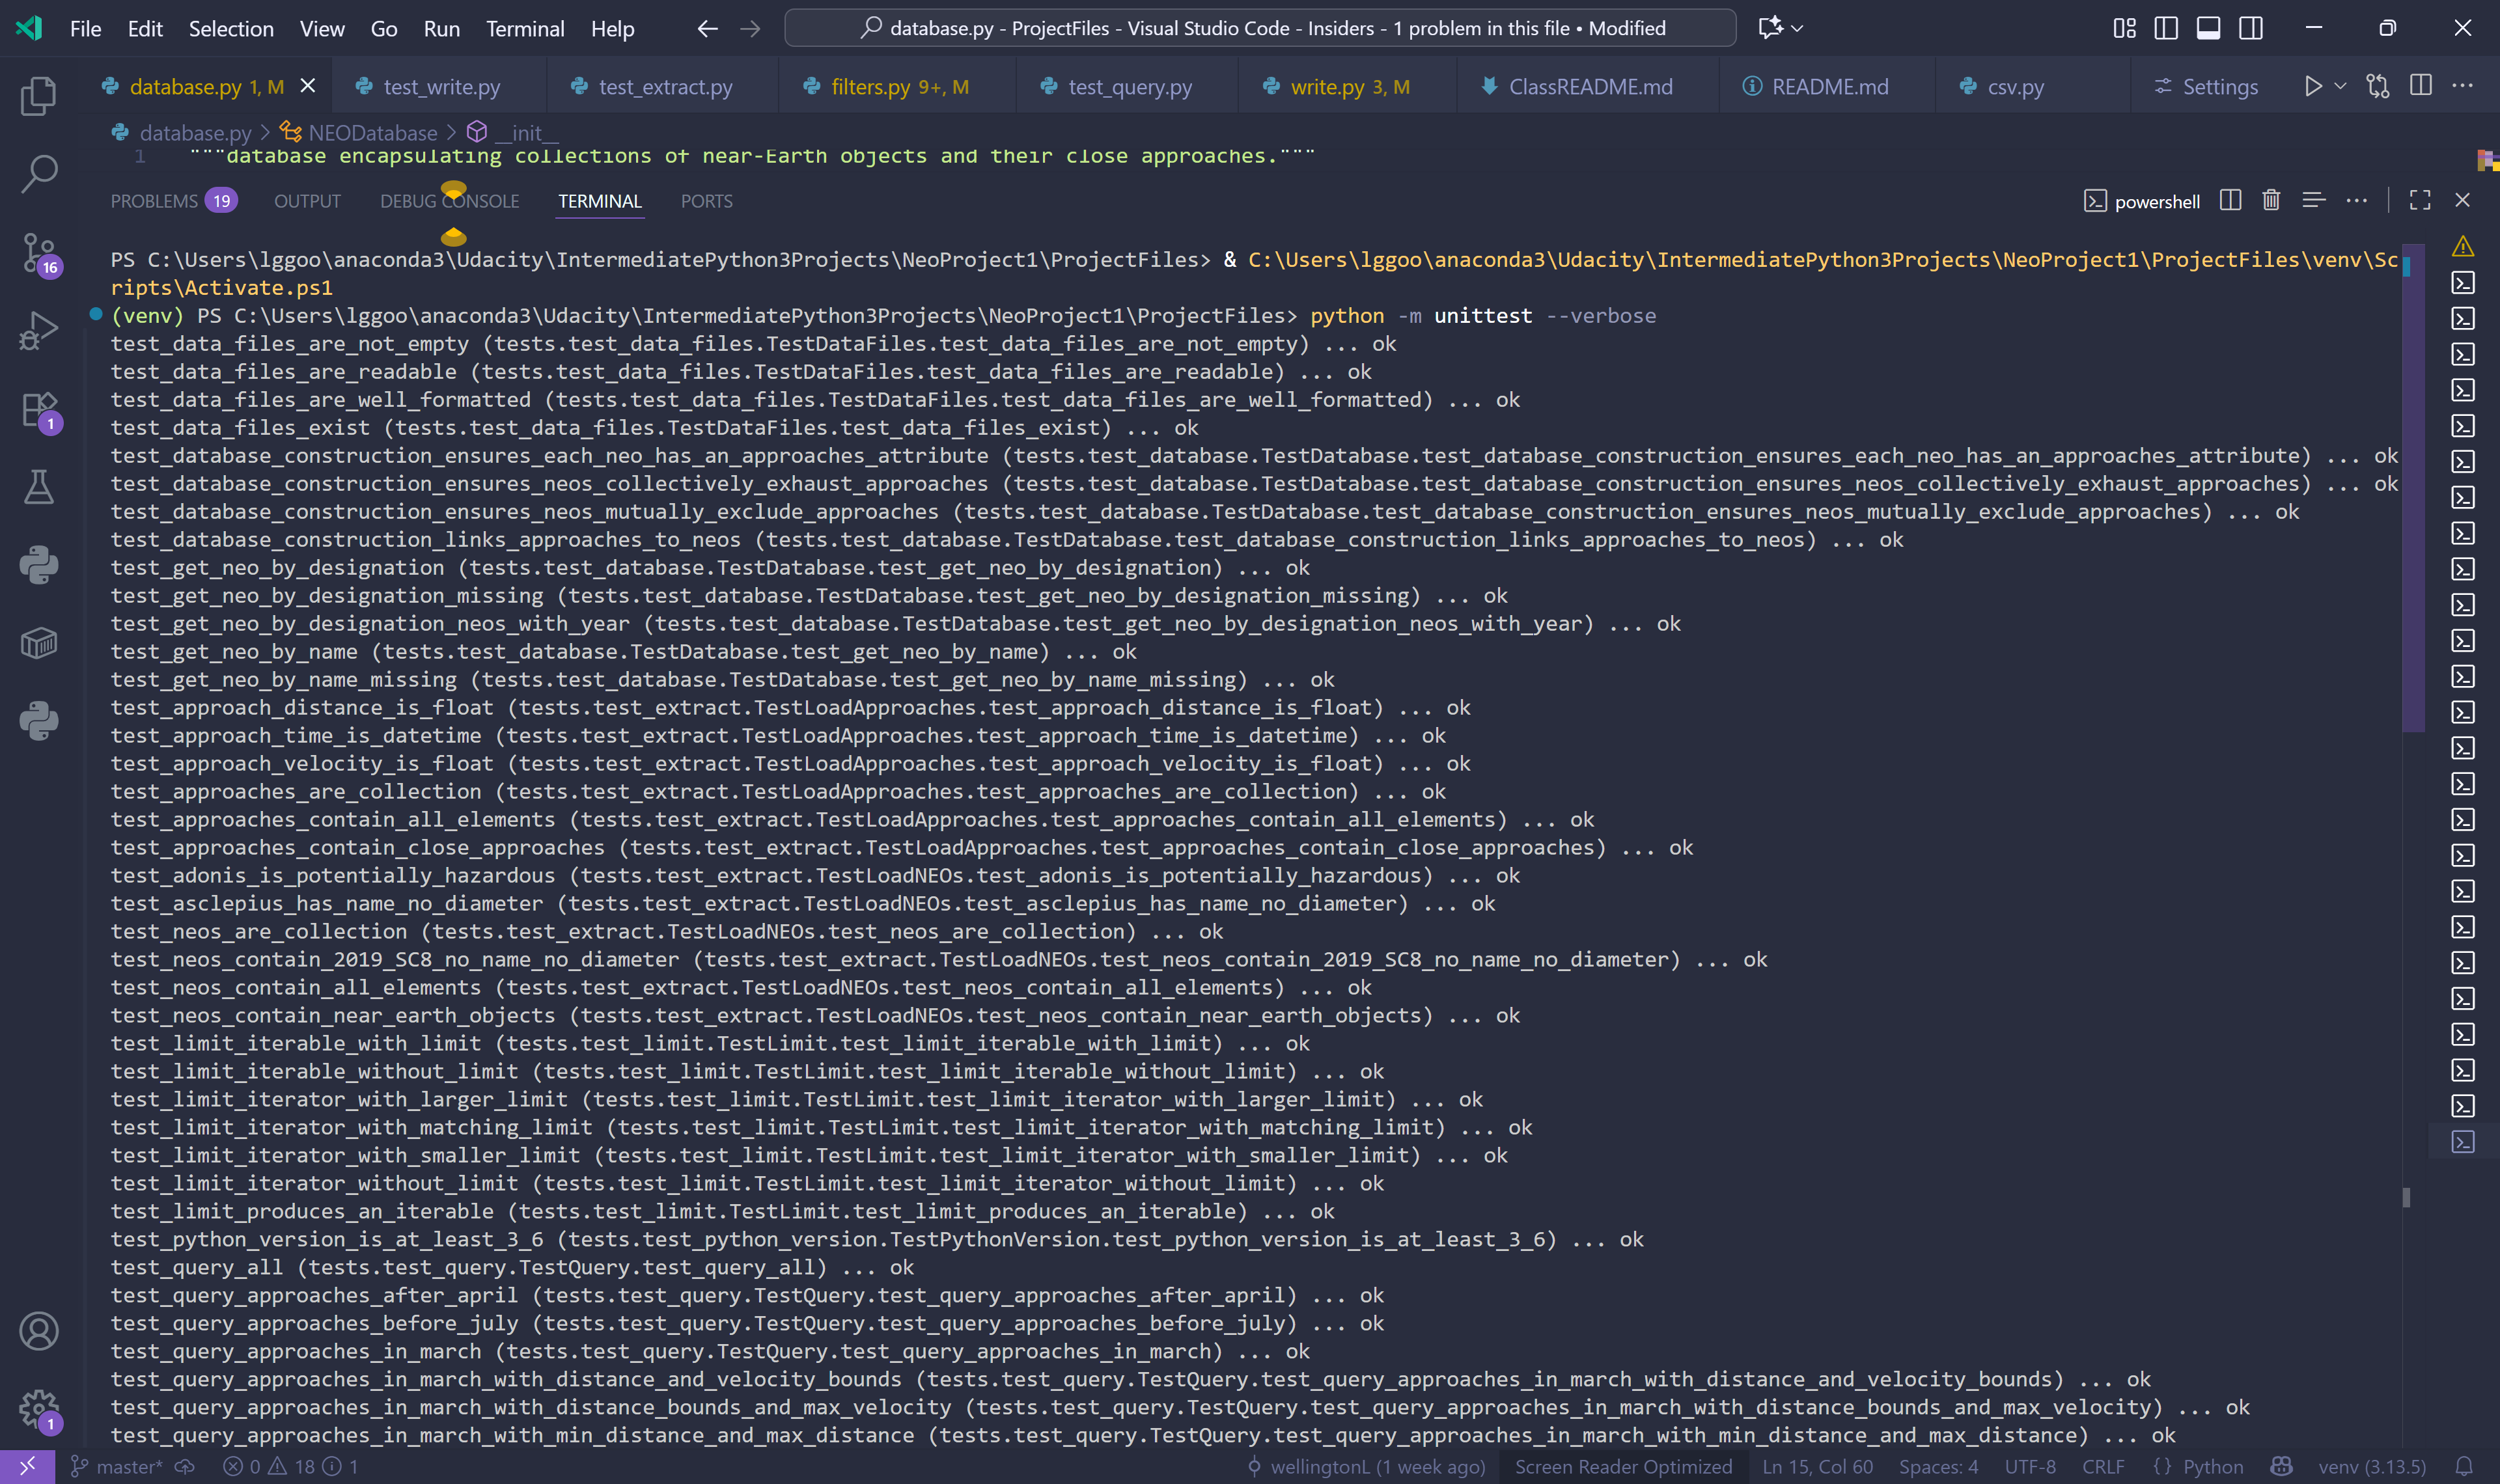 File Edit Selection View Go Run Terminal Help
database.py - ProjectFiles - Visual Studio Code - Insiders - 1 problem in this file • Modified
database.py 1, M
test_write.py
test_extract.py
filters.py 9+, M
test_query.py
write.py 3, M
ClassREADME.md
README.md
csv.py
Settings
database.py > NEODatabase > __init__
1 """database encapsulating collections of near-Earth objects and their close approaches."""
PROBLEMS 19 OUTPUT DEBUG CONSOLE TERMINAL PORTS
powershell
PS C:\Users\lggoo\anaconda3\Udacity\IntermediatePython3Projects\NeoProject1\ProjectFiles> & C:\Users\lggoo\anaconda3\Udacity\IntermediatePython3Projects\NeoProject1\ProjectFiles\venv\Sc
ripts\Activate.ps1
(venv) PS C:\Users\lggoo\anaconda3\Udacity\IntermediatePython3Projects\NeoProject1\ProjectFiles> python -m unittest --verbose
test_data_files_are_not_empty (tests.test_data_files.TestDataFiles.test_data_files_are_not_empty) ... ok
test_data_files_are_readable (tests.test_data_files.TestDataFiles.test_data_files_are_readable) ... ok
test_data_files_are_well_formatted (tests.test_data_files.TestDataFiles.test_data_files_are_well_formatted) ... ok
test_data_files_exist (tests.test_data_files.TestDataFiles.test_data_files_exist) ... ok
test_database_construction_ensures_each_neo_has_an_approaches_attribute (tests.test_database.TestDatabase.test_database_construction_ensures_each_neo_has_an_approaches_attribute) ... ok
test_database_construction_ensures_neos_collectively_exhaust_approaches (tests.test_database.TestDatabase.test_database_construction_ensures_neos_collectively_exhaust_approaches) ... ok
test_database_construction_ensures_neos_mutually_exclude_approaches (tests.test_database.TestDatabase.test_database_construction_ensures_neos_mutually_exclude_approaches) ... ok
test_database_construction_links_approaches_to_neos (tests.test_database.TestDatabase.test_database_construction_links_approaches_to_neos) ... ok
test_get_neo_by_designation (tests.test_database.TestDatabase.test_get_neo_by_designation) ... ok
test_get_neo_by_designation_missing (tests.test_database.TestDatabase.test_get_neo_by_designation_missing) ... ok
test_get_neo_by_designation_neos_with_year (tests.test_database.TestDatabase.test_get_neo_by_designation_neos_with_year) ... ok
test_get_neo_by_name (tests.test_database.TestDatabase.test_get_neo_by_name) ... ok
test_get_neo_by_name_missing (tests.test_database.TestDatabase.test_get_neo_by_name_missing) ... ok
test_approach_distance_is_float (tests.test_extract.TestLoadApproaches.test_approach_distance_is_float) ... ok
test_approach_time_is_datetime (tests.test_extract.TestLoadApproaches.test_approach_time_is_datetime) ... ok
test_approach_velocity_is_float (tests.test_extract.TestLoadApproaches.test_approach_velocity_is_float) ... ok
test_approaches_are_collection (tests.test_extract.TestLoadApproaches.test_approaches_are_collection) ... ok
test_approaches_contain_all_elements (tests.test_extract.TestLoadApproaches.test_approaches_contain_all_elements) ... ok
test_approaches_contain_close_approaches (tests.test_extract.TestLoadApproaches.test_approaches_contain_close_approaches) ... ok
test_adonis_is_potentially_hazardous (tests.test_extract.TestLoadNEOs.test_adonis_is_potentially_hazardous) ... ok
test_asclepius_has_name_no_diameter (tests.test_extract.TestLoadNEOs.test_asclepius_has_name_no_diameter) ... ok
test_neos_are_collection (tests.test_extract.TestLoadNEOs.test_neos_are_collection) ... ok
test_neos_contain_2019_SC8_no_name_no_diameter (tests.test_extract.TestLoadNEOs.test_neos_contain_2019_SC8_no_name_no_diameter) ... ok
test_neos_contain_all_elements (tests.test_extract.TestLoadNEOs.test_neos_contain_all_elements) ... ok
test_neos_contain_near_earth_objects (tests.test_extract.TestLoadNEOs.test_neos_contain_near_earth_objects) ... ok
test_limit_iterable_with_limit (tests.test_limit.TestLimit.test_limit_iterable_with_limit) ... ok
test_limit_iterable_without_limit (tests.test_limit.TestLimit.test_limit_iterable_without_limit) ... ok
test_limit_iterator_with_larger_limit (tests.test_limit.TestLimit.test_limit_iterator_with_larger_limit) ... ok
test_limit_iterator_with_matching_limit (tests.test_limit.TestLimit.test_limit_iterator_with_matching_limit) ... ok
test_limit_iterator_with_smaller_limit (tests.test_limit.TestLimit.test_limit_iterator_with_smaller_limit) ... ok
test_limit_iterator_without_limit (tests.test_limit.TestLimit.test_limit_iterator_without_limit) ... ok
test_limit_produces_an_iterable (tests.test_limit.TestLimit.test_limit_produces_an_iterable) ... ok
test_python_version_is_at_least_3_6 (tests.test_python_version.TestPythonVersion.test_python_version_is_at_least_3_6) ... ok
test_query_all (tests.test_query.TestQuery.test_query_all) ... ok
test_query_approaches_after_april (tests.test_query.TestQuery.test_query_approaches_after_april) ... ok
test_query_approaches_before_july (tests.test_query.TestQuery.test_query_approaches_before_july) ... ok
test_query_approaches_in_march (tests.test_query.TestQuery.test_query_approaches_in_march) ... ok
test_query_approaches_in_march_with_distance_and_velocity_bounds (tests.test_query.TestQuery.test_query_approaches_in_march_with_distance_and_velocity_bounds) ... ok
test_query_approaches_in_march_with_distance_bounds_and_max_velocity (tests.test_query.TestQuery.test_query_approaches_in_march_with_distance_bounds_and_max_velocity) ... ok
test_query_approaches_in_march_with_min_distance_and_max_distance (tests.test_query.TestQuery.test_query_approaches_in_march_with_min_distance_and_max_distance) ... ok
16
1
1
master* 0 18 1 wellingtonL (1 week ago) Screen Reader Optimized Ln 15, Col 60 Spaces: 4 UTF-8 CRLF {} Python venv (3.13.5)